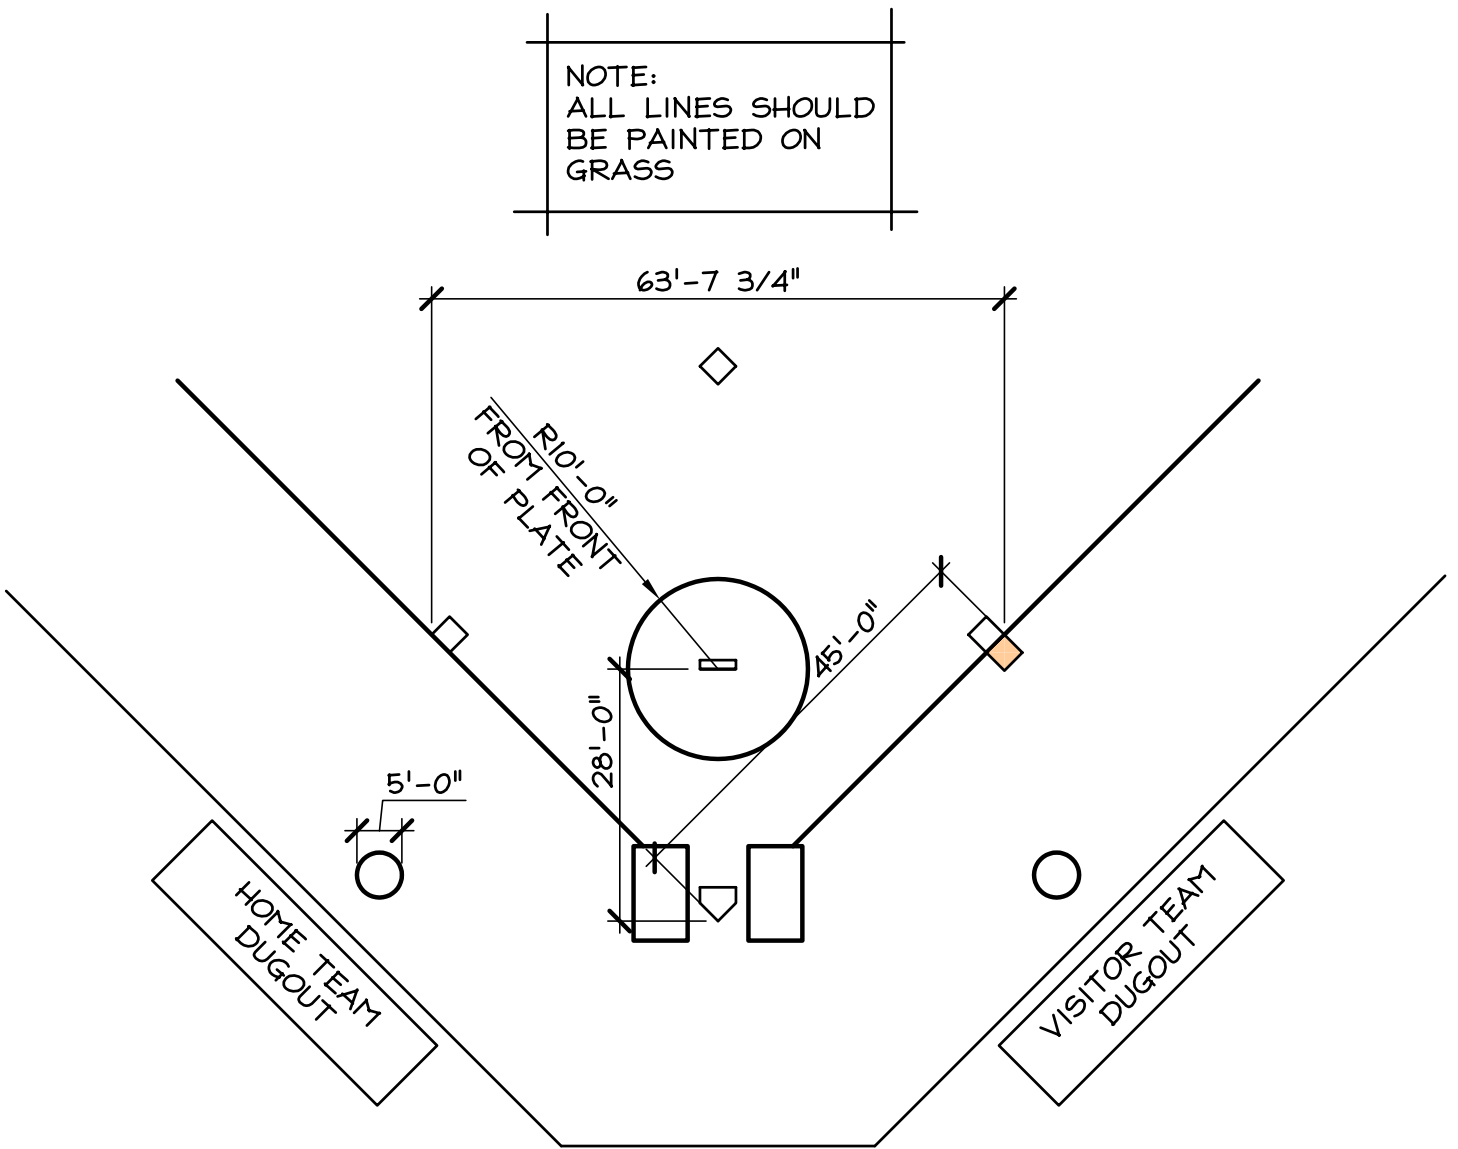 NOTE:
ALL LINES SHOULD
BE PAINTED ON
GRASS
63'-7 3/4"
R10'-0"
FROM FRONT
OF PLATE
45'-0"
28'-0"
5'-0"
HOME TEAM
DUGOUT
VISITOR TEAM
DUGOUT